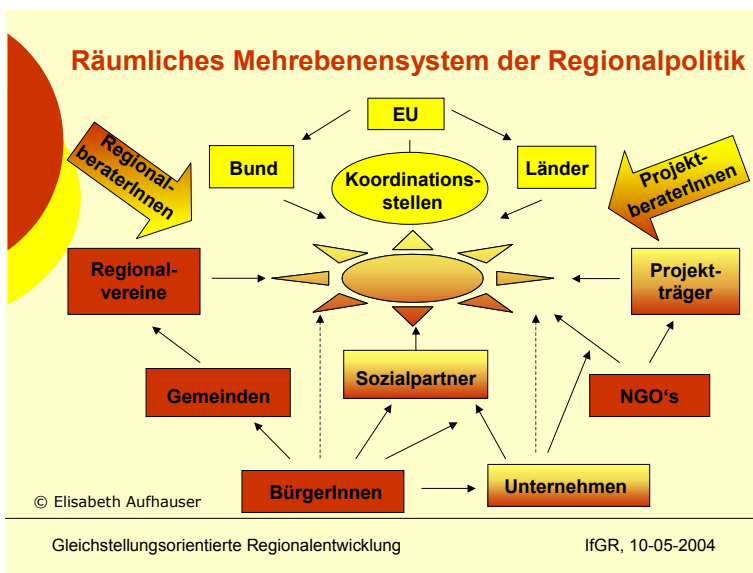 Räumliches Mehrebenensystem der Regionalpolitik
EU
Regional-
beraterInnen
Bund
Koordinations-
stellen
Länder
Projekt-
beraterInnen
Regional-
vereine
Projekt-
träger
Gemeinden
Sozialpartner
NGO‘s
BürgerInnen
Unternehmen
© Elisabeth Aufhauser
Gleichstellungsorientierte Regionalentwicklung
IfGR, 10-05-2004